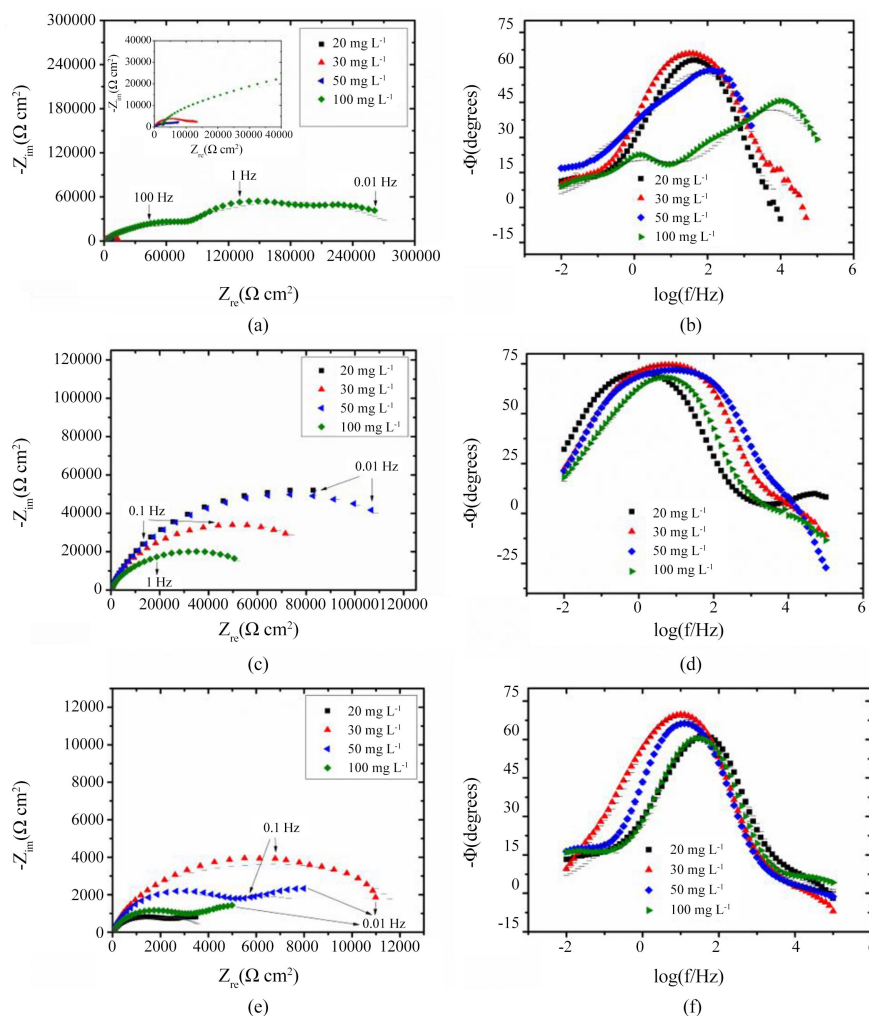 300000
240000
180000
120000
60000
0
-Zim(Ω cm²)
40000
30000
20000
10000
0
-Zim(Ω cm²)
0 10000 20000 30000 40000
Zre(Ω cm²)
20 mg L⁻¹
30 mg L⁻¹
50 mg L⁻¹
100 mg L⁻¹
100 Hz
1 Hz
0.01 Hz
0 60000 120000 180000 240000 300000
Zre(Ω cm²)
(a)
75
60
45
30
15
0
-15
-Φ(degrees)
20 mg L⁻¹
30 mg L⁻¹
50 mg L⁻¹
100 mg L⁻¹
-2 0 2 4 6
log(f/Hz)
(b)
120000
100000
80000
60000
40000
20000
0
-Zim(Ω cm²)
20 mg L⁻¹
30 mg L⁻¹
50 mg L⁻¹
100 mg L⁻¹
0.01 Hz
0.1 Hz
1 Hz
0 20000 40000 60000 80000 100000 120000
Zre(Ω cm²)
(c)
75
50
25
0
-25
-Φ(degrees)
20 mg L⁻¹
30 mg L⁻¹
50 mg L⁻¹
100 mg L⁻¹
-2 0 2 4 6
log(f/Hz)
(d)
12000
10000
8000
6000
4000
2000
0
-Zim(Ω cm²)
20 mg L⁻¹
30 mg L⁻¹
50 mg L⁻¹
100 mg L⁻¹
0.1 Hz
0.01 Hz
0 2000 4000 6000 8000 10000 12000
Zre(Ω cm²)
(e)
75
60
45
30
15
0
-15
-Φ(degrees)
20 mg L⁻¹
30 mg L⁻¹
50 mg L⁻¹
100 mg L⁻¹
-2 0 2 4 6
log(f/Hz)
(f)